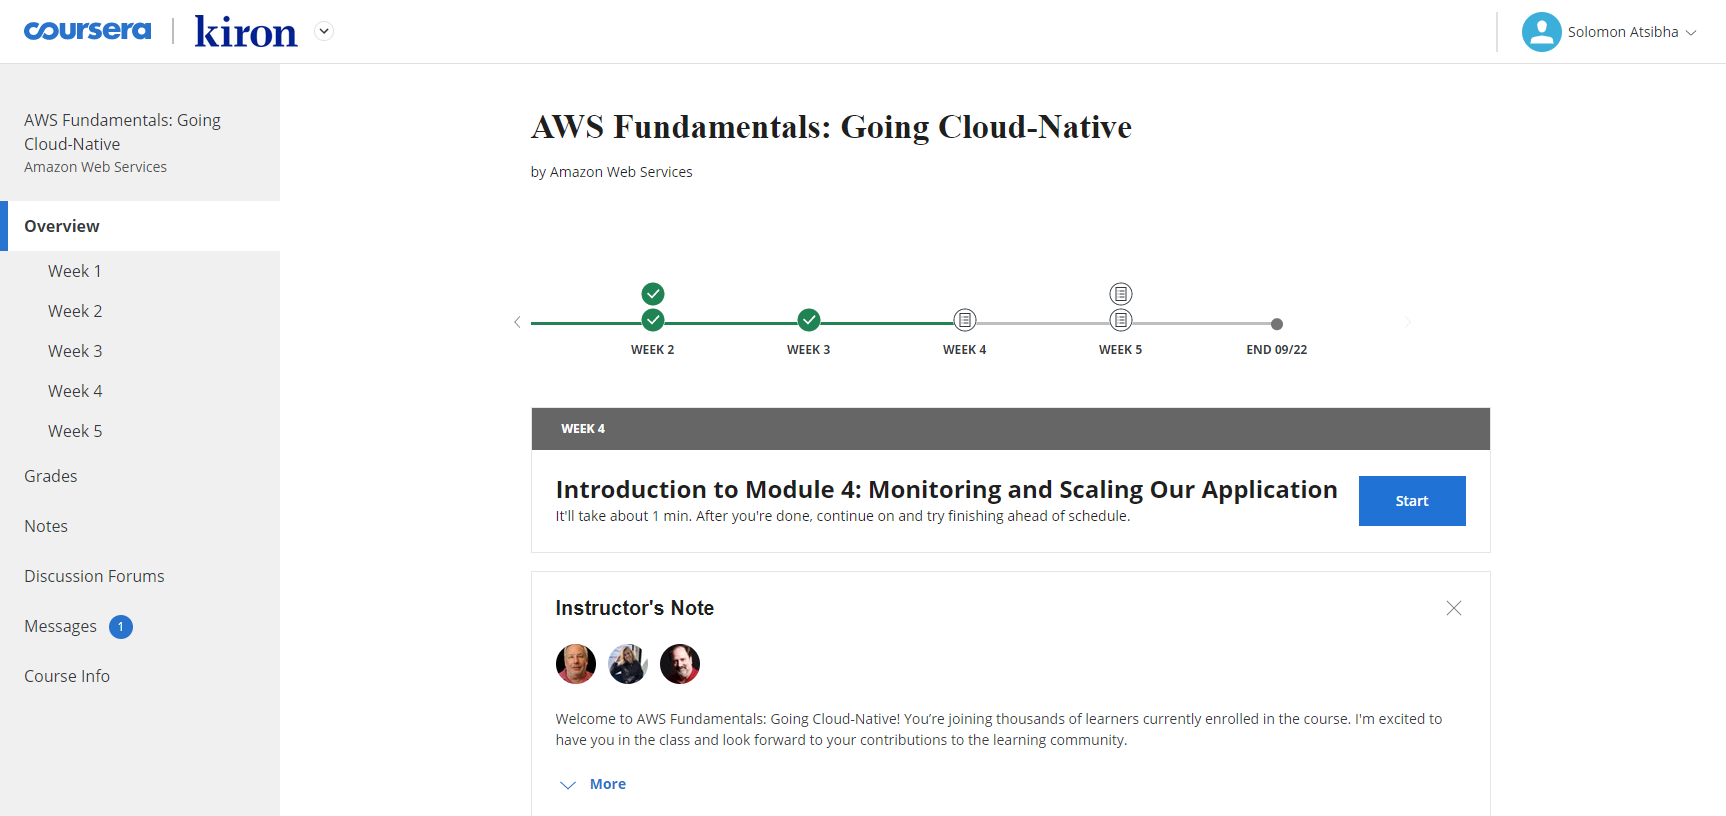 coursera | kiron
Solomon Atsibha
AWS Fundamentals: Going
Cloud-Native
Amazon Web Services
Overview
Week 1
Week 2
Week 3
Week 4
Week 5
Grades
Notes
Discussion Forums
Messages 1
Course Info
AWS Fundamentals: Going Cloud-Native
by Amazon Web Services
WEEK 2
WEEK 3
WEEK 4
WEEK 5
END 09/22
WEEK 4
Introduction to Module 4: Monitoring and Scaling Our Application
It'll take about 1 min. After you're done, continue on and try finishing ahead of schedule.
Start
Instructor's Note
Welcome to AWS Fundamentals: Going Cloud-Native! You’re joining thousands of learners currently enrolled in the course. I'm excited to
have you in the class and look forward to your contributions to the learning community.
More